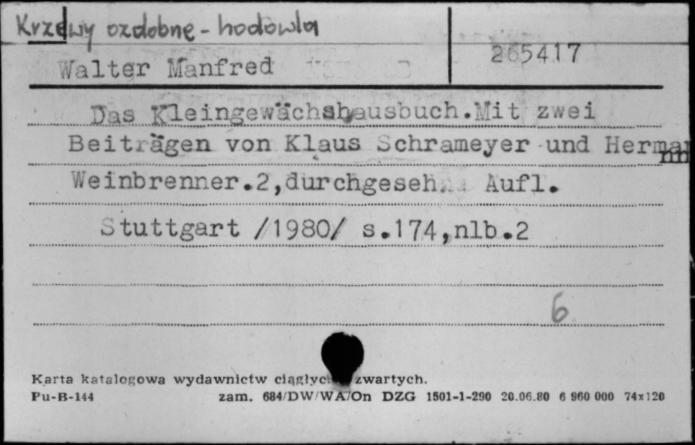 Krzewy ozdobne - hodowla
265417
Walter Manfred
Das Kleingewächshausbuch. Mit zwei
Beiträgen von Klaus Schrameyer und Hermann
Weinbrenner.2, durchgeseh. Aufl.
Stuttgart /1980/ s.174,nlb.2
6
Karta katalogowa wydawnictw ciągłych zwartych.
Pu-B-144 zam. 684/DW/WA/On DZG 1501-1-290 20.06.80 6 960 000 74x120